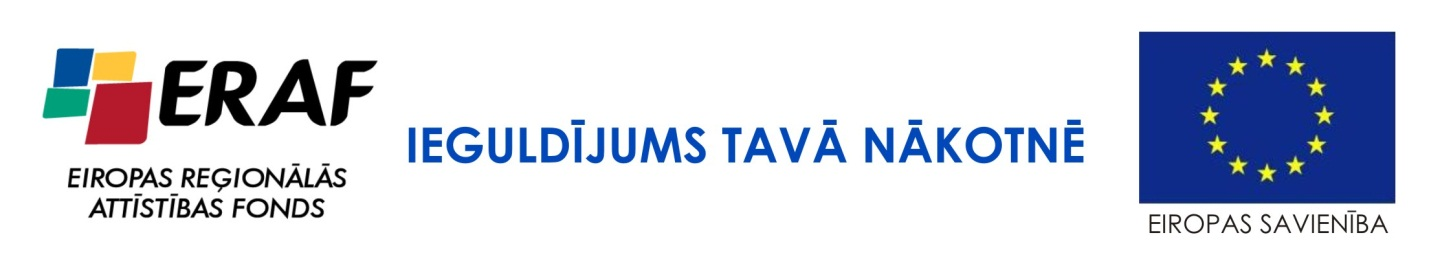 ERAF
EIROPAS REĢIONĀLĀS
ATTĪSTĪBAS FONDS
IEGULDĪJUMS TAVĀ NĀKOTNĒ
EIROPAS SAVIENĪBA